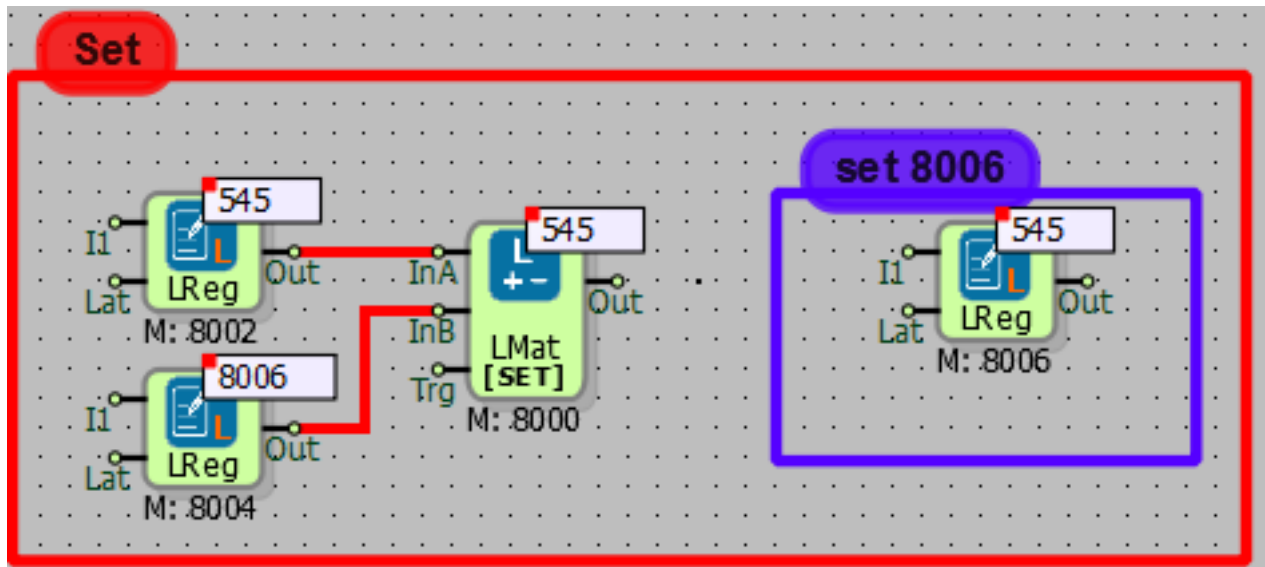 Set
545
I1
L
Out
Lat
LReg
M: 8002
8006
I1
L
Out
Lat
LReg
M: 8004
545
InA
L
+ -
Out
InB
LMat
Trg
[SET]
M: 8000
set 8006
545
I1
L
Out
Lat
LReg
M: 8006